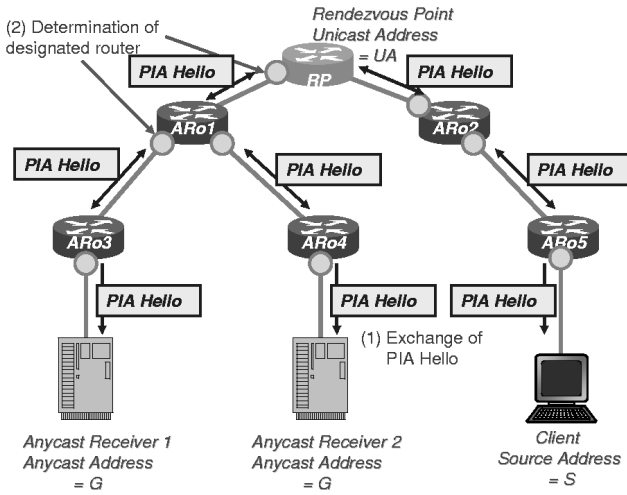 (2) Determination of
designated router
Rendezvous Point
Unicast Address
= UA
PIA Hello
PIA Hello
RP
ARo1
ARo2
PIA Hello
PIA Hello
PIA Hello
ARo3
ARo4
ARo5
PIA Hello
PIA Hello
PIA Hello
(1) Exchange of
PIA Hello
Anycast Receiver 1
Anycast Address
= G
Anycast Receiver 2
Anycast Address
= G
Client
Source Address
= S